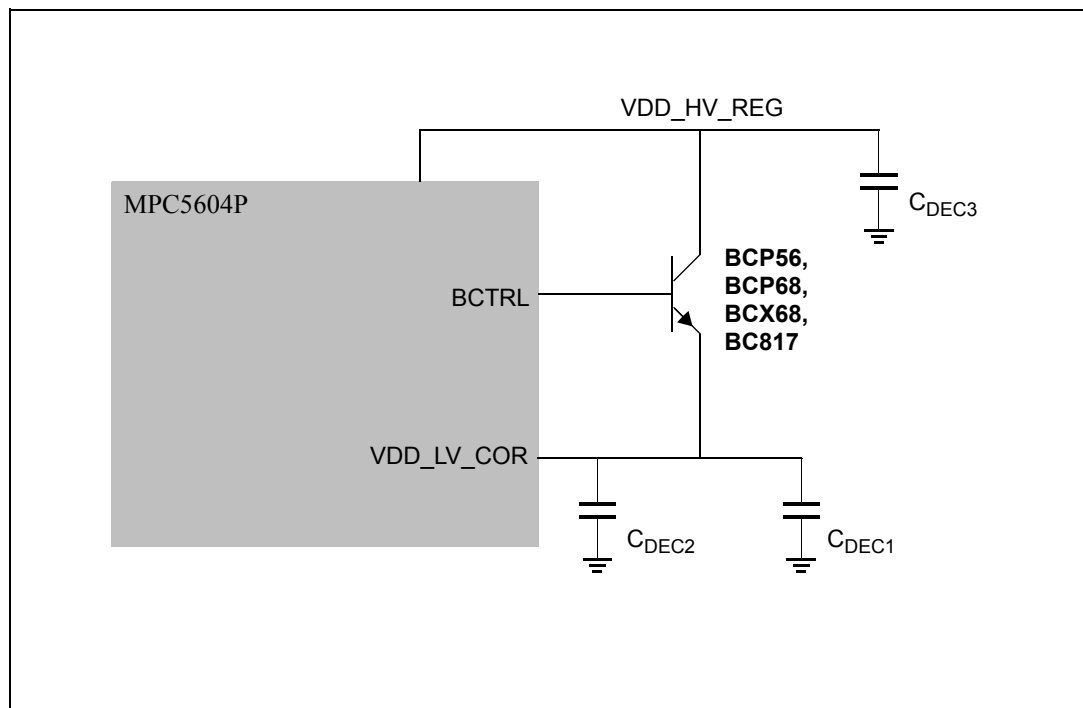 VDD_HV_REG
MPC5604P
CDEC3
BCP56,
BCP68,
BCX68,
BC817
BCTRL
VDD_LV_COR
CDEC2
CDEC1